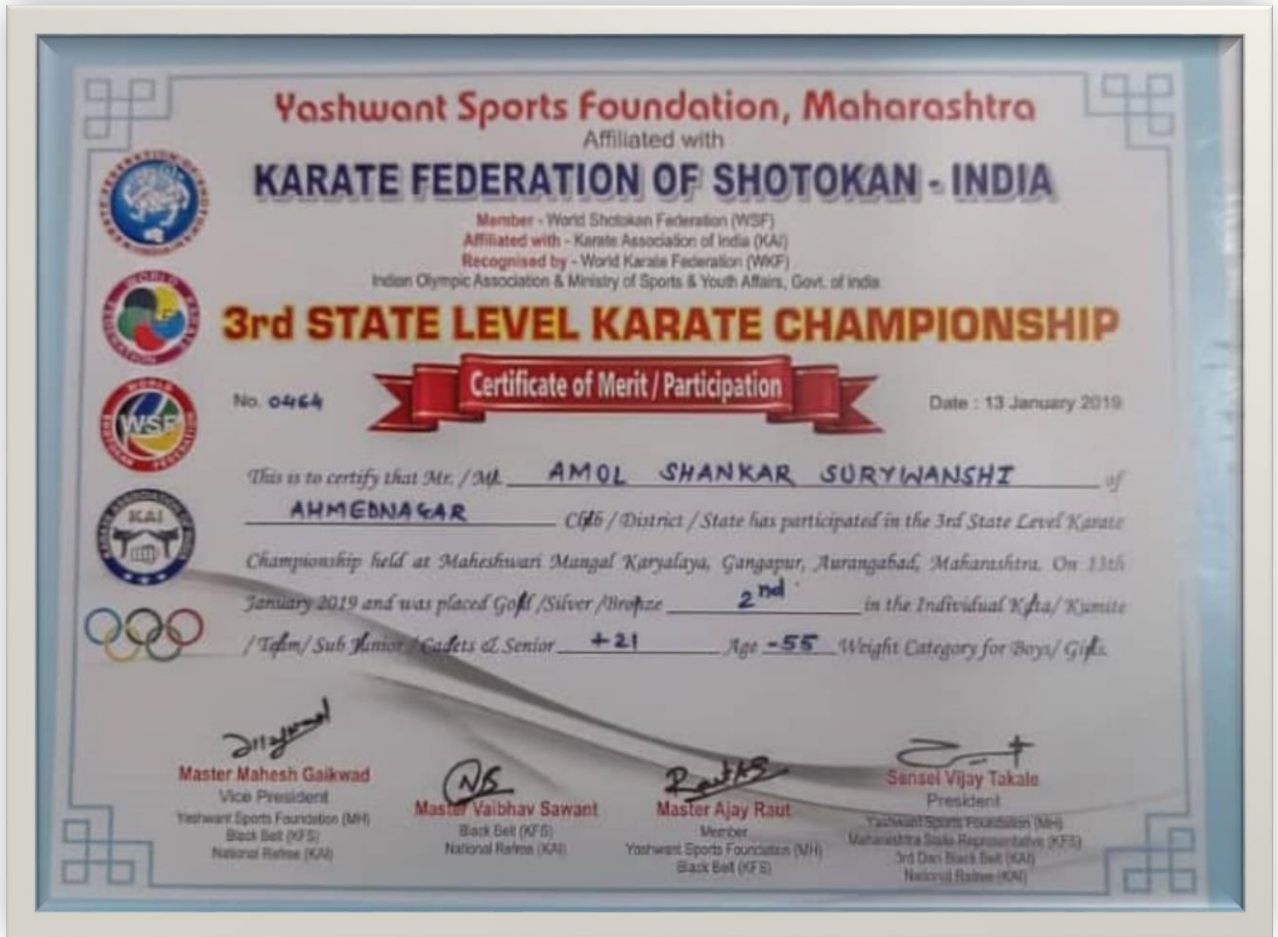 Yashwant Sports Foundation, Maharashtra
Affiliated with
KARATE FEDERATION OF SHOTOKAN - INDIA
Member - World Shotokan Federation (WSF)
Affiliated with - Karate Association of India (KAI)
Recognised by - World Karate Federation (WKF)
Indian Olympic Association & Ministry of Sports & Youth Affairs, Govt. of India
3rd STATE LEVEL KARATE CHAMPIONSHIP
Certificate of Merit / Participation
No. 0464
Date : 13 January 2019
WSF
KAI
This is to certify that Mr. / Ms. AMOL SHANKAR SURYWANSHI of
AHMEDNAGAR Club / District / State has participated in the 3rd State Level Karate
Championship held at Maheshwari Mangal Karyalaya, Gangapur, Aurangabad, Maharashtra. On 13th
January 2019 and was placed Gold /Silver /Bronze 2nd in the Individual Kata/ Kumite
/ Team/ Sub Junior / Cadets & Senior +21 Age -55 Weight Category for Boys/ Girls.
Master Mahesh Gaikwad
Vice President
Yashwant Sports Foundation (MH)
Black Belt (KFS)
National Refree (KAI)
NS
Master Vaibhav Sawant
Black Belt (KFS)
National Refree (KAI)
Master Ajay Raut
Member
Yashwant Sports Foundation (MH)
Black Belt (KFS)
Sensei Vijay Takale
President
Yashwant Sports Foundation (MH)
Maharashtra State Representative (KFS)
3rd Dan Black Belt (KAI)
National Refree (KAI)